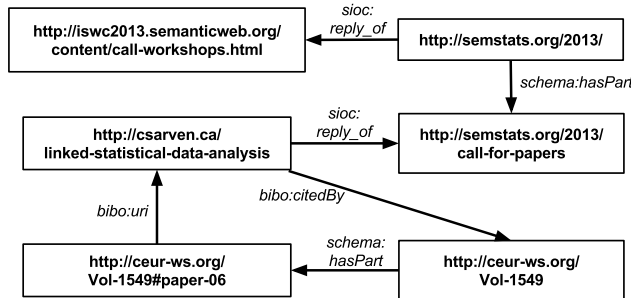 http://iswc2013.semanticweb.org/
content/call-workshops.html
sioc:
reply_of
http://semstats.org/2013/
schema:hasPart
http://csarven.ca/
linked-statistical-data-analysis
sioc:
reply_of
http://semstats.org/2013/
call-for-papers
bibo:uri
bibo:citedBy
http://ceur-ws.org/
Vol-1549#paper-06
schema:
hasPart
http://ceur-ws.org/
Vol-1549